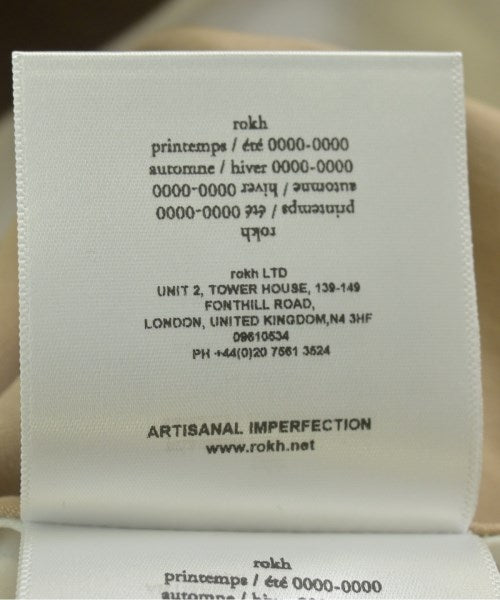 rokh
printemps / été 0000-0000
automne / hiver 0000-0000
automne / hiver 0000-0000
printemps / été 0000-0000
rokh
rokh LTD
UNIT 2, TOWER HOUSE, 139-149
FONTHILL ROAD,
LONDON, UNITED KINGDOM,N4 3HF
09610534
PH +44(0)20 7561 3524
ARTISANAL IMPERFECTION
www.rokh.net
rokh
printemps / été 0000-0000
automne /